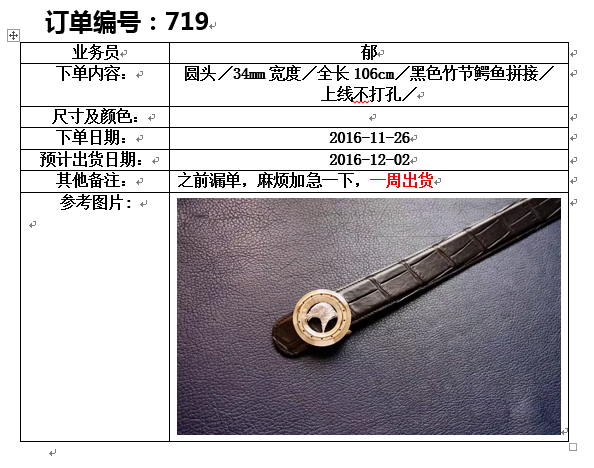 订单编号：719
业务员
郁
下单内容：
圆头／34mm宽度／全长106cm／黑色竹节鳄鱼拼接／
上线不打孔／
尺寸及颜色：
下单日期：
2016-11-26
预计出货日期：
2016-12-02
其他备注：
之前漏单，麻烦加急一下，一周出货
参考图片：